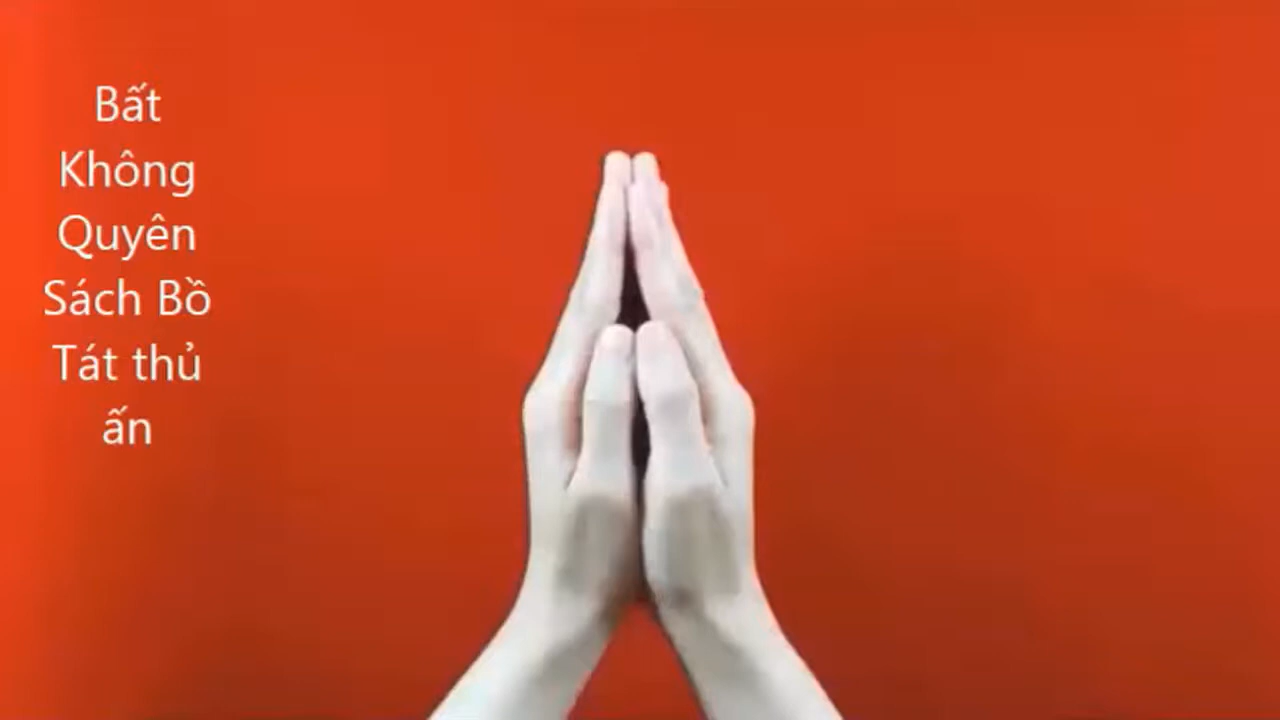 Bất
Không
Quyên
Sách Bồ
Tát thủ
ấn